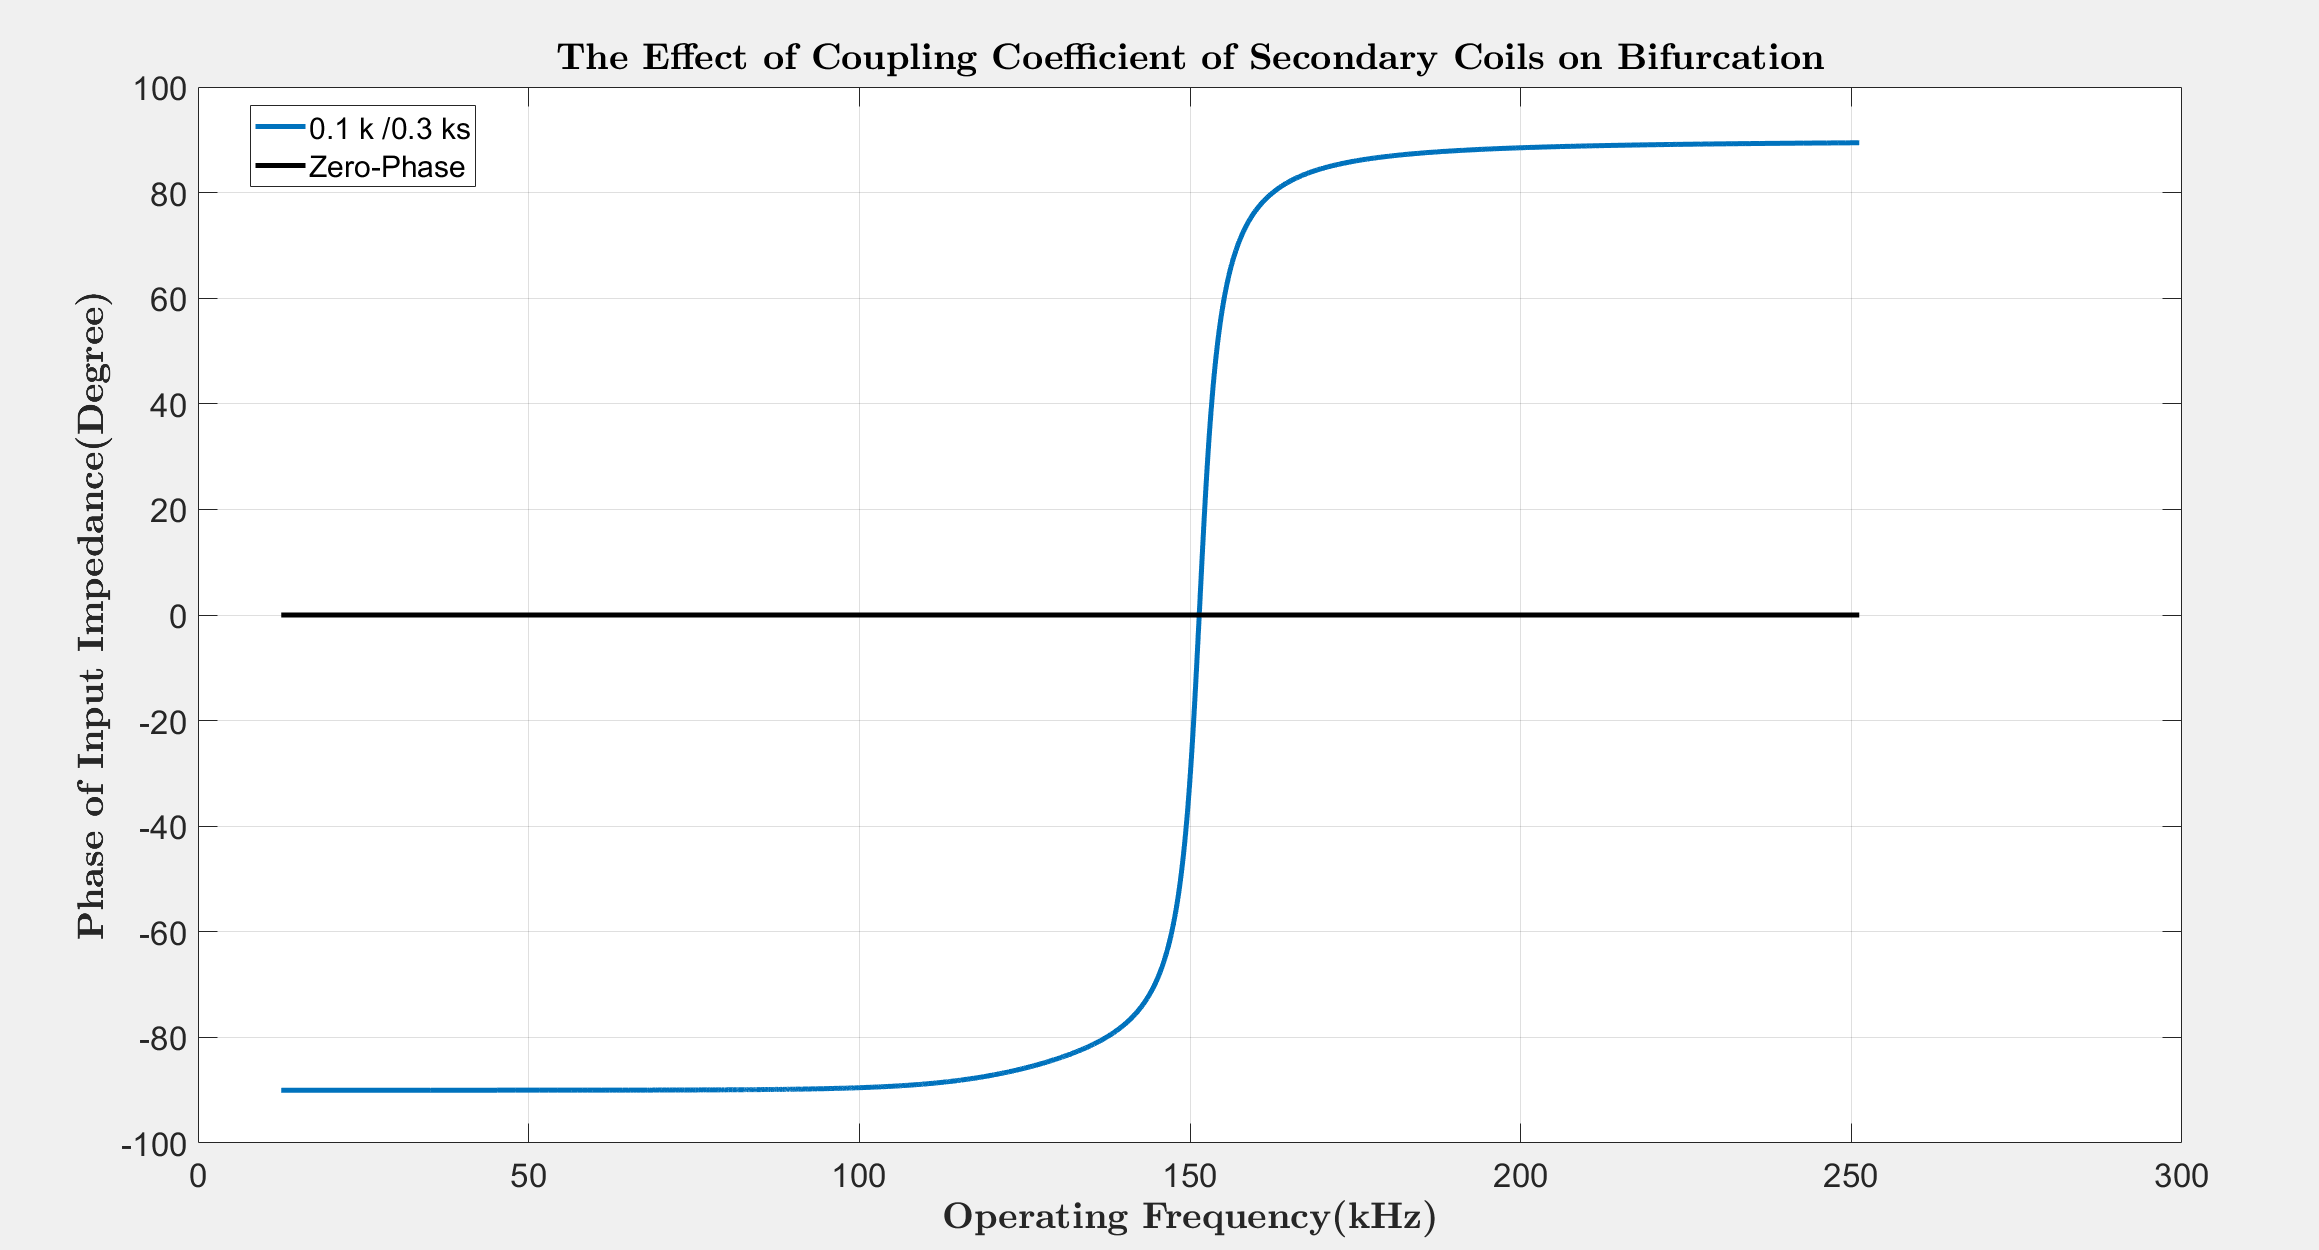 The Effect of Coupling Coefficient of Secondary Coils on Bifurcation
0.1 k /0.3 ks
Zero-Phase
Phase of Input Impedance(Degree)
100
80
60
40
20
0
-20
-40
-60
-80
-100
0 50 100 150 200 250 300
Operating Frequency(kHz)